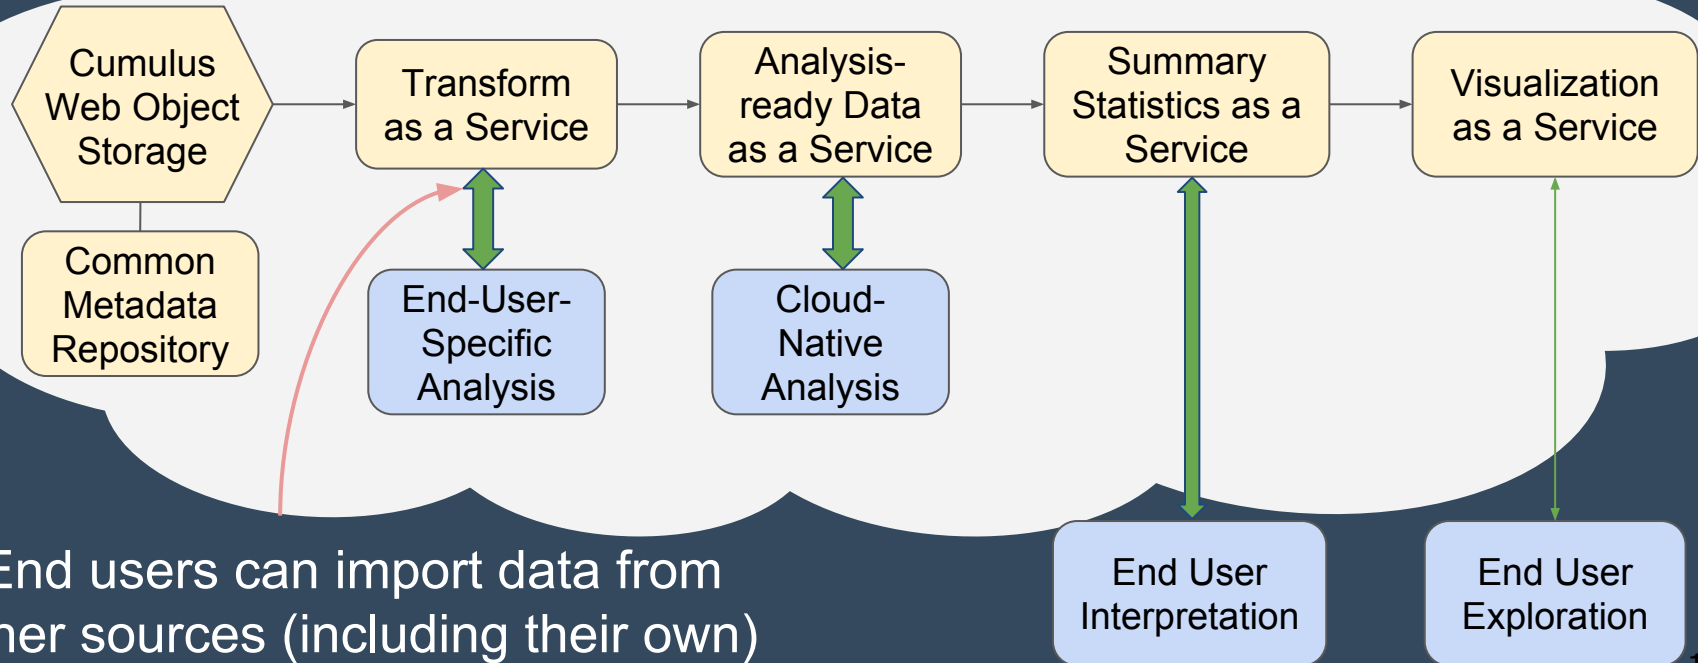 Cumulus
Web Object
Storage
Transform
as a Service
Analysis-
ready Data
as a Service
Summary
Statistics as a
Service
Visualization
as a Service
Common
Metadata
Repository
End-User-
Specific
Analysis
Cloud-
Native
Analysis
End users can import data from
her sources (including their own)
End User
Interpretation
End User
Exploration